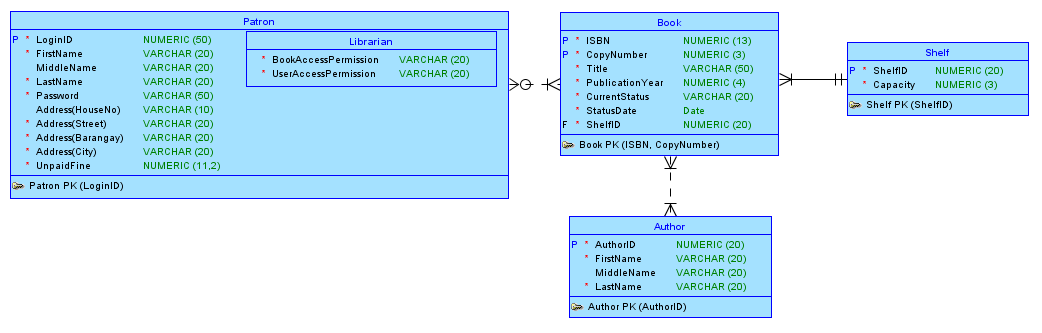 Patron
P * LoginID NUMERIC (50)
* FirstName VARCHAR (20)
MiddleName VARCHAR (20)
* LastName VARCHAR (20)
* Password VARCHAR (50)
Address(HouseNo) VARCHAR (10)
* Address(Street) VARCHAR (20)
* Address(Barangay) VARCHAR (20)
* Address(City) VARCHAR (20)
* UnpaidFine NUMERIC (11,2)
Patron PK (LoginID)
Librarian
* BookAccessPermission VARCHAR (20)
* UserAccessPermission VARCHAR (20)
Book
P * ISBN NUMERIC (13)
P * CopyNumber NUMERIC (3)
* Title VARCHAR (50)
* PublicationYear NUMERIC (4)
* CurrentStatus VARCHAR (20)
* StatusDate Date
F * ShelfID NUMERIC (20)
Book PK (ISBN, CopyNumber)
Shelf
P * ShelfID NUMERIC (20)
* Capacity NUMERIC (3)
Shelf PK (ShelfID)
Author
P * AuthorID NUMERIC (20)
* FirstName VARCHAR (20)
MiddleName VARCHAR (20)
* LastName VARCHAR (20)
Author PK (AuthorID)